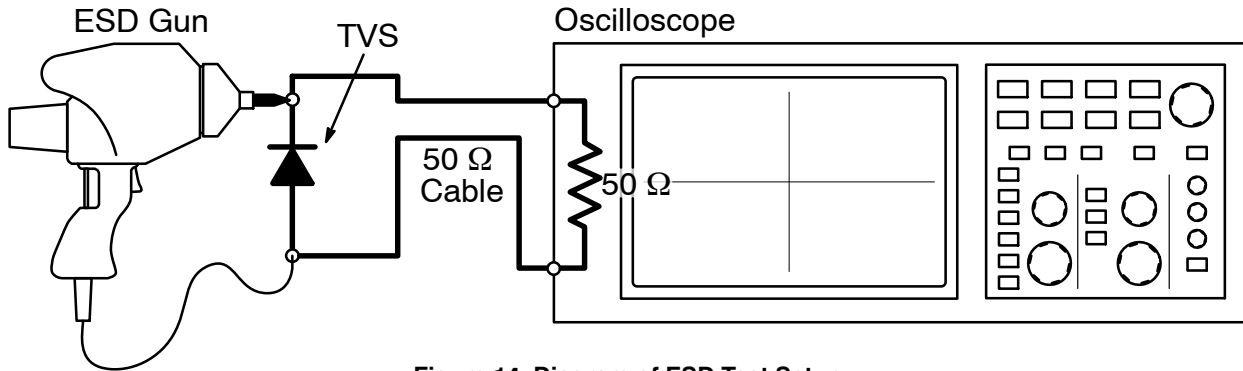 ESD Gun
Oscilloscope
TVS
50 Ω
Cable
50 Ω